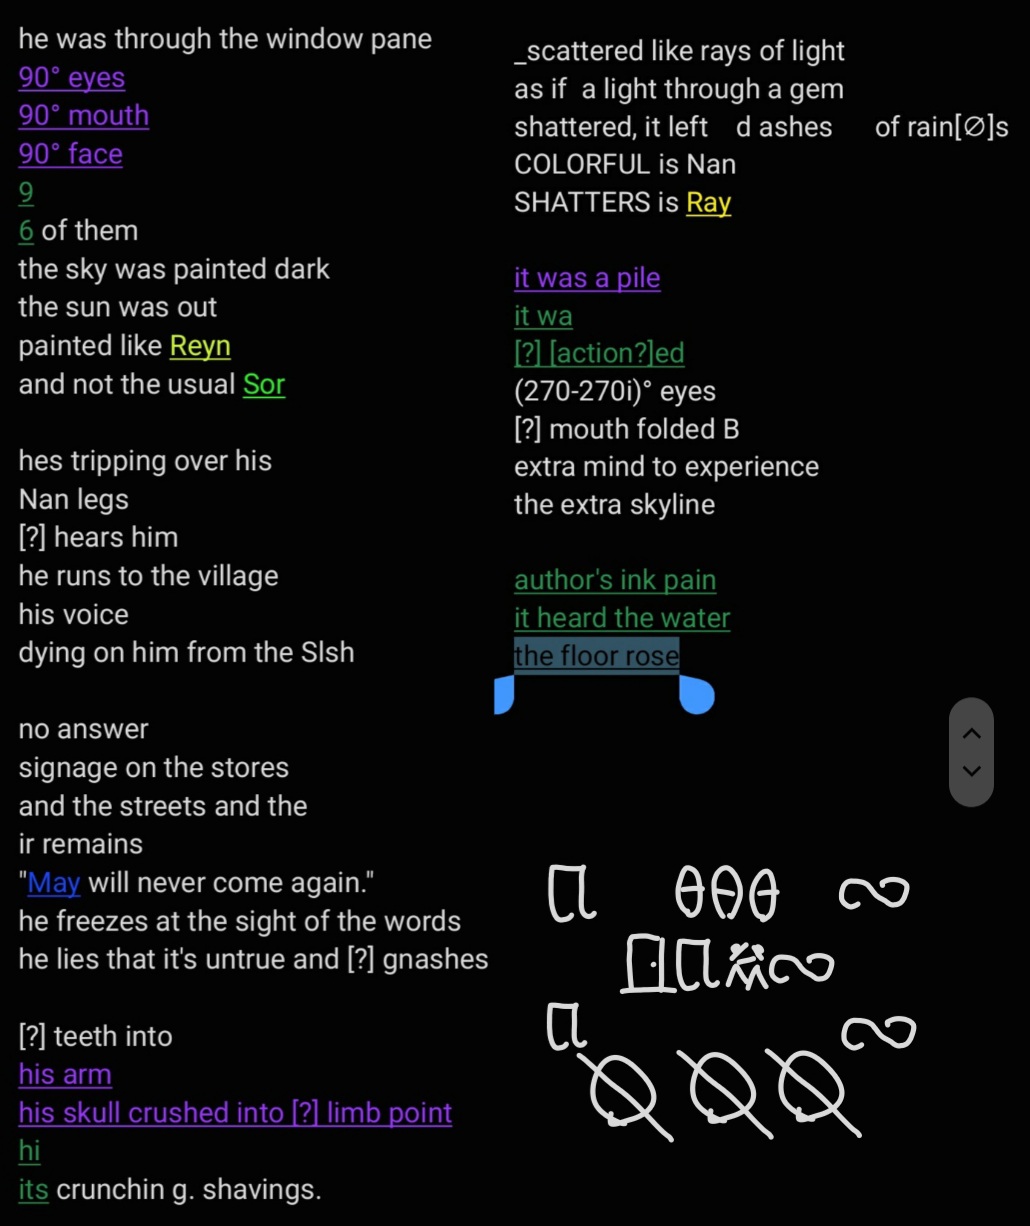 he was through the window pane
90° eyes
90° mouth
90° face
9
6 of them
the sky was painted dark
the sun was out
painted like Reyn
and not the usual Sor
hes tripping over his
Nan legs
[?] hears him
he runs to the village
his voice
dying on him from the Slsh
no answer
signage on the stores
and the streets and the
ir remains
"May will never come again."
he freezes at the sight of the words
he lies that it's untrue and [?] gnashes
[?] teeth into
his arm
his skull crushed into [?] limb point
hi
its crunchin g. shavings.
_scattered like rays of light
as if  a light through a gem
shattered, it left    d ashes      of rain[∅]s
COLORFUL is Nan
SHATTERS is Ray
it was a pile
it wa
[?] [action?]ed
(270-270i)° eyes
[?] mouth folded B
extra mind to experience
the extra skyline
author's ink pain
it heard the water
the floor rose